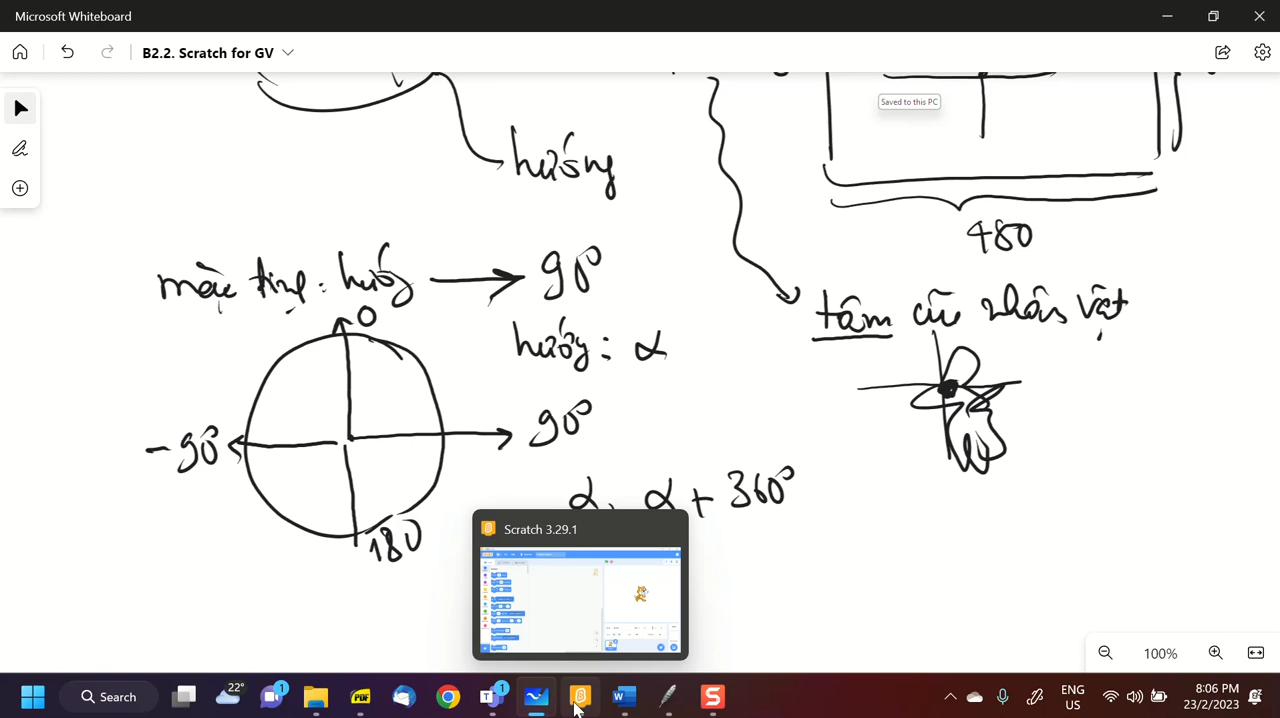 Microsoft Whiteboard
B2.2. Scratch for GV
Saved to this PC
hướng
480
hướng → 90°
tâm của nhân vật
0
hướng: α
-90°
90°
α, α + 360°
180
Scratch 3.29.1
100%
Search
22°
1
1
ENG
US
8:06 PM
23/2/2023